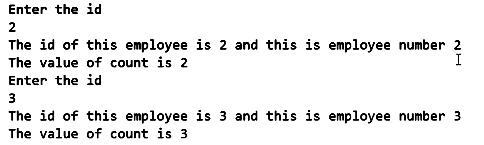 Enter the id
2
The id of this employee is 2 and this is employee number 2
The value of count is 2
Enter the id
3
The id of this employee is 3 and this is employee number 3
The value of count is 3